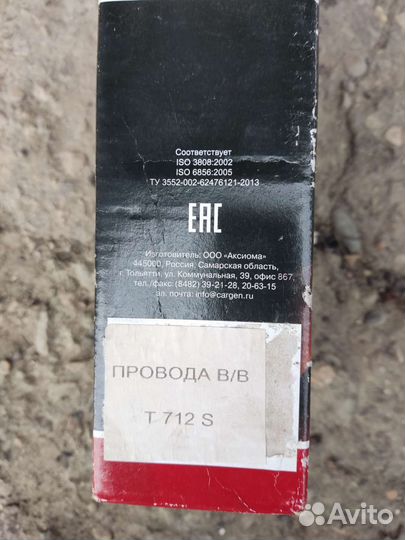 Соответствует
ISO 3808:2002
ISO 6856:2005
ТУ 3552-002-62476121-2013
EAC
Изготовитель: ООО «Аксиома»
445000, Россия, Самарская область,
г. Тольятти, ул. Коммунальная, 39, офис 867,
тел./факс: (8482) 39-21-28, 20-63-15
эл. почта: info@cargen.ru
ПРОВОДА В/В
Т 712 S
Avito